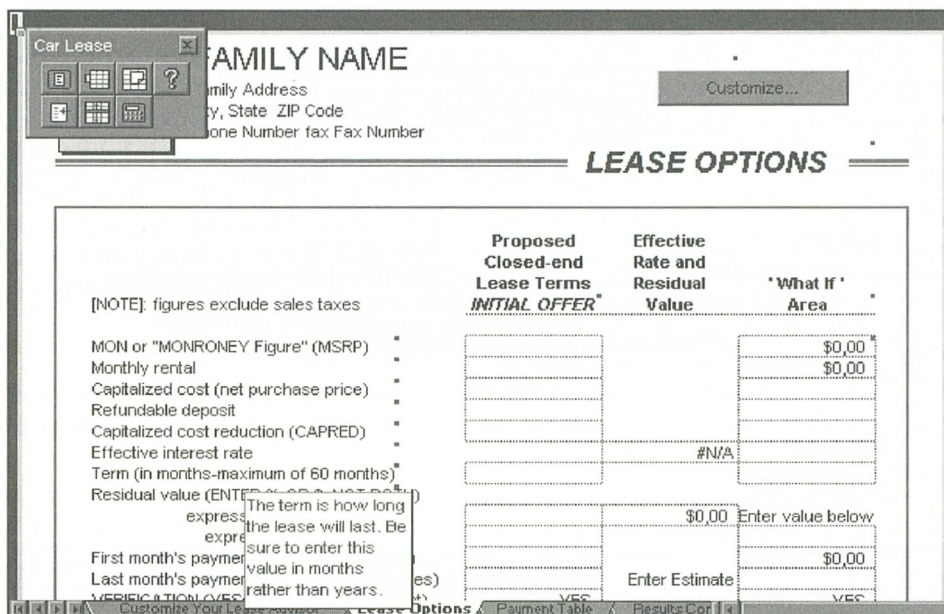 Car Lease
FAMILY NAME
mily Address
y, State ZIP Code
one Number fax Fax Number
Customize...
LEASE OPTIONS
Proposed Closed-end Lease Terms INITIAL OFFER
Effective Rate and Residual Value
"What If" Area
[NOTE]: figures exclude sales taxes
MON or "MONRONEY Figure" (MSRP) $0,00
Monthly rental $0,00
Capitalized cost (net purchase price)
Refundable deposit
Capitalized cost reduction (CAPRED)
Effective interest rate #N/A
Term (in months-maximum of 60 months)
Residual value (ENTER
express $0,00 Enter value below
expre
The term is how long
the lease will last. Be
sure to enter this
value in months
rather than years.
First month's paymer $0,00
Last month's paymer es) Enter Estimate
YES YES
Customize Your Lease Lease Options Payment Table Results Cor